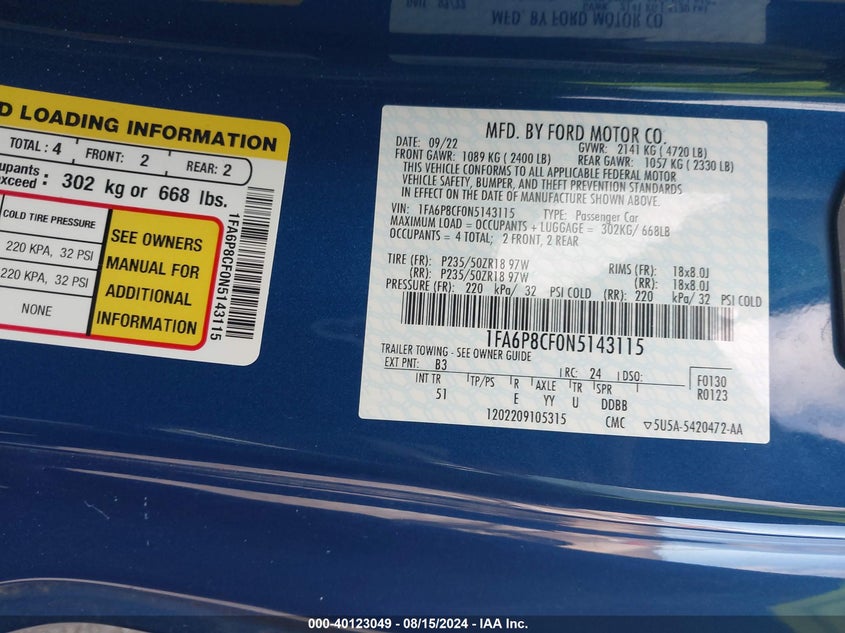 MFD. BY FORD MOTOR CO.
D LOADING INFORMATION
TOTAL : 4 FRONT: 2 REAR: 2
upants
exceed : 302 kg or 668 lbs.
COLD TIRE PRESSURE
220 KPA, 32 PSI
220 KPA, 32 PSI
NONE
SEE OWNERS
MANUAL FOR
ADDITIONAL
INFORMATION
1FA6P8CF0N5143115
MFD. BY FORD MOTOR CO.
DATE: 09/22 GVWR: 2141 KG ( 4720 LB)
FRONT GAWR: 1089 KG ( 2400 LB) REAR GAWR: 1057 KG ( 2330 LB)
THIS VEHICLE CONFORMS TO ALL APPLICABLE FEDERAL MOTOR
VEHICLE SAFETY, BUMPER, AND THEFT PREVENTION STANDARDS
IN EFFECT ON THE DATE OF MANUFACTURE SHOWN ABOVE.
VIN: 1FA6P8CF0N5143115 TYPE: Passenger Car
MAXIMUM LOAD = OCCUPANTS + LUGGAGE = 302KG/ 668LB
OCCUPANTS = 4 TOTAL; 2 FRONT, 2 REAR
TIRE (FR): P235/50ZR18 97W RIMS (FR): 18x8.0J
(RR): P235/50ZR18 97W (RR): 18x8.0J
PRESSURE (FR): 220 kPa/ 32 PSI COLD (RR): 220 kPa/ 32 PSI COLD
1FA6P8CF0N5143115
TRAILER TOWING - SEE OWNER GUIDE
EXT PNT: B3 RC: 24 DSO: F0130
INT TR TP/PS R AXLE TR SPR R0123
51 E YY U DDBB
1202209105315 CMC ▽5U5A-5420472-AA
000-40123049 - 08/15/2024 - IAA Inc.